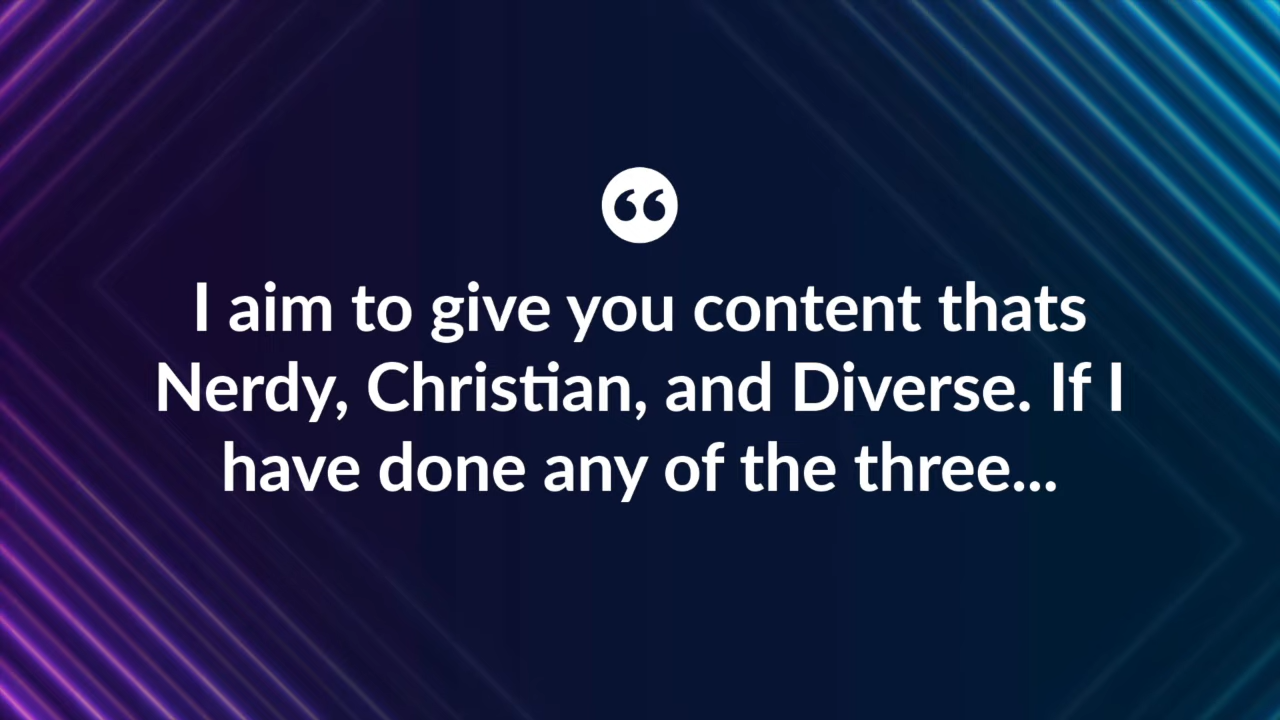 “
I aim to give you content thats
Nerdy, Christian, and Diverse. If I
have done any of the three...